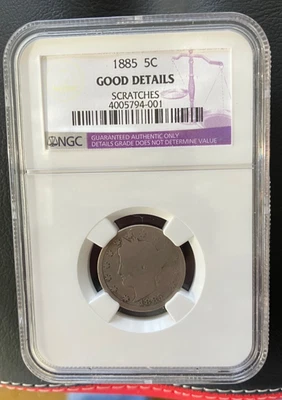 1885 5C
GOOD DETAILS
SCRATCHES
4005794-001
NGC
GUARANTEED AUTHENTIC ONLY
DETAILS GRADE DOES NOT DETERMINE VALUE